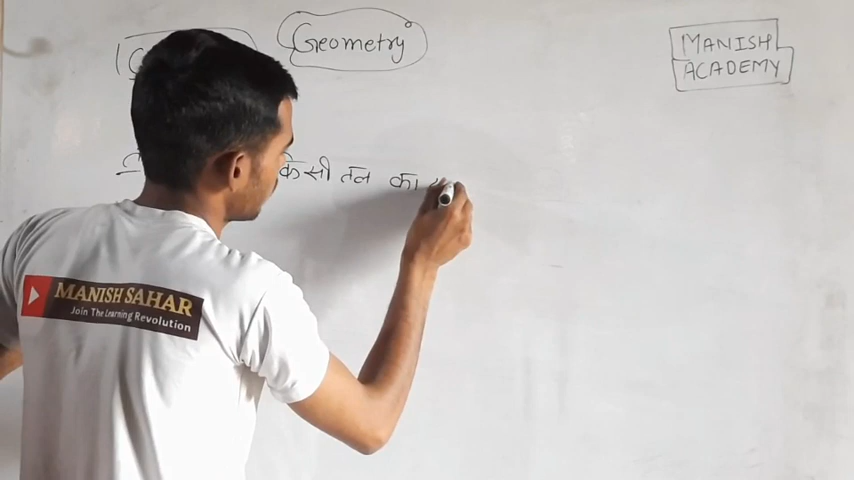 Geometry
MANISH
ACADEMY
किसी तल का
MANISH SAHAR
Join The Learning Revolution